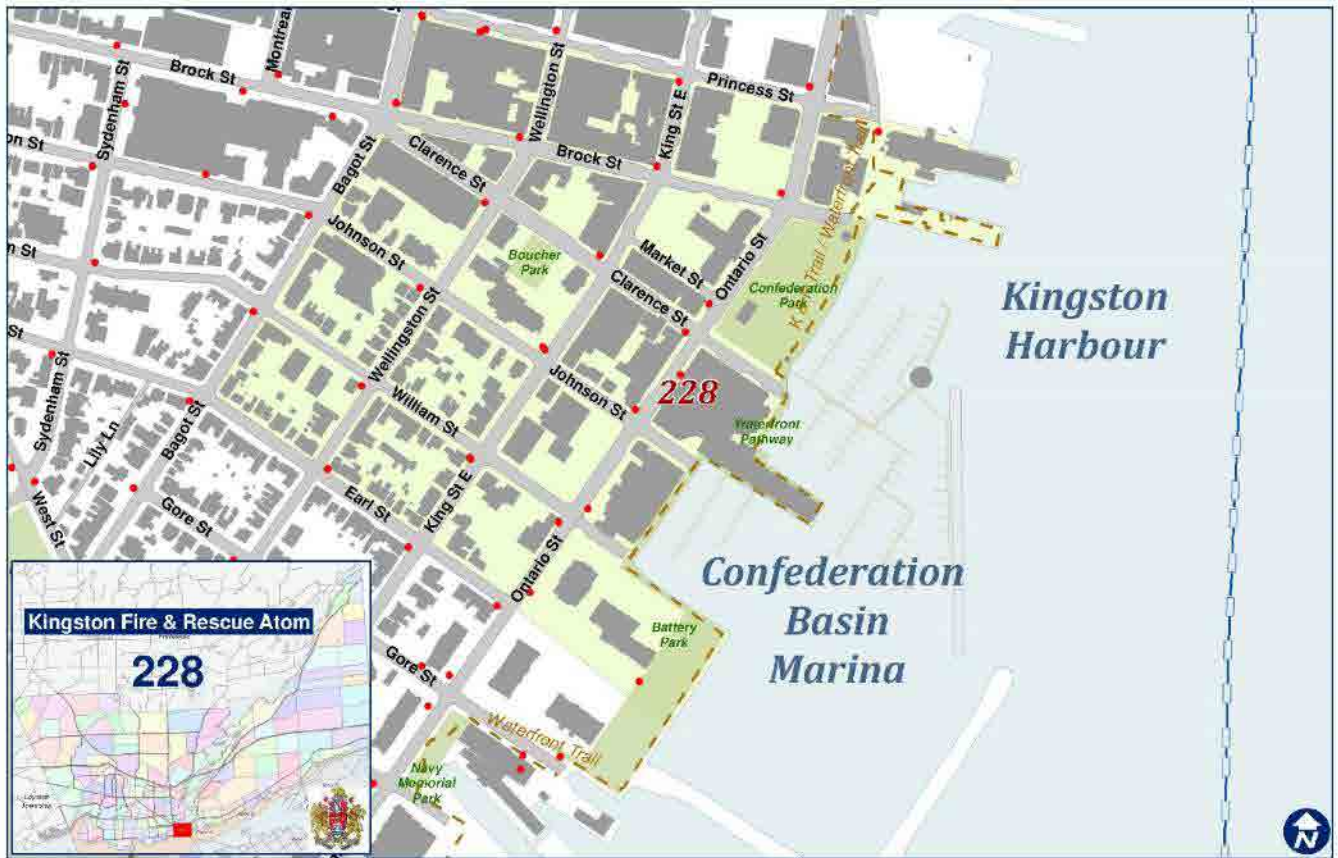 Montreal
Brock St
Sydenham St
on St
Bagot St
Clarence St
Wellington St
King St E
Princess St
Brock St
K & P Trail / Waterfront Trail
Johnson St
Boucher
Park
Market St
Clarence St
Ontario St
Confederation
Park
Kingston
Harbour
n St
St
Wellingston St
William St
Johnson St
228
Waterfront
Pathway
Sydenham St
Lily Ln
Bagot St
West St
Gore St
Earl St
King St E
Ontario St
Confederation
Basin
Marina
Battery
Park
Gore St
Waterfront Trail
Navy
Memorial
Park
Kingston Fire & Rescue Atom
228
N